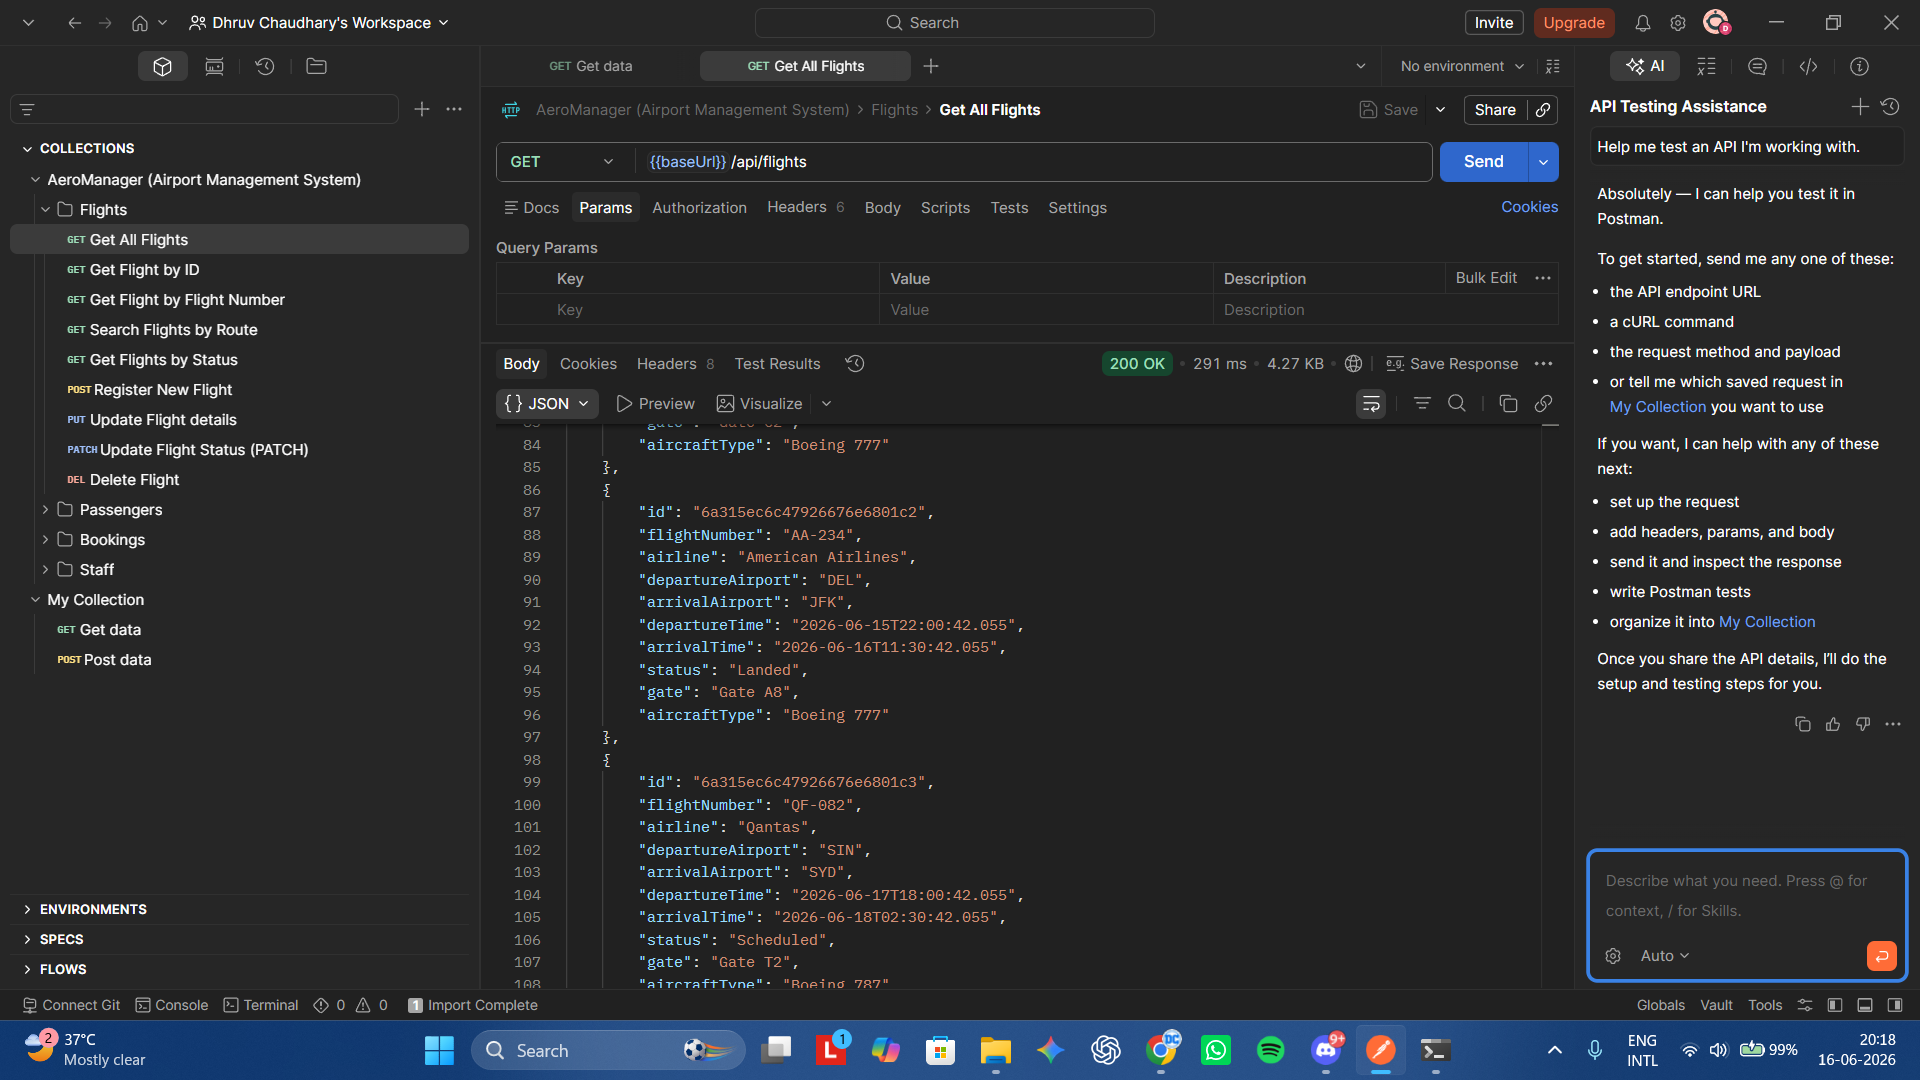 Dhruv Chaudhary's Workspace
Search
Invite
Upgrade
D
GET Get data
GET Get All Flights
No environment
AI
HTTP AeroManager (Airport Management System) > Flights > Get All Flights
Save
Share
API Testing Assistance
COLLECTIONS
AeroManager (Airport Management System)
Flights
GET Get All Flights
GET Get Flight by ID
GET Get Flight by Flight Number
GET Search Flights by Route
GET Get Flights by Status
POST Register New Flight
PUT Update Flight details
PATCH Update Flight Status (PATCH)
DEL Delete Flight
Passengers
Bookings
Staff
My Collection
GET Get data
POST Post data
ENVIRONMENTS
SPECS
FLOWS
GET
{{baseUrl}} /api/flights
Send
Docs Params Authorization Headers 6 Body Scripts Tests Settings
Cookies
Query Params
Key Value Description Bulk Edit
Key Value Description
Body Cookies Headers 8 Test Results
200 OK 291 ms 4.27 KB
e.g. Save Response
{} JSON Preview Visualize
84 "aircraftType": "Boeing 777"
85 },
86 {
87 "id": "6a315ec6c47926676e6801c2",
88 "flightNumber": "AA-234",
89 "airline": "American Airlines",
90 "departureAirport": "DEL",
91 "arrivalAirport": "JFK",
92 "departureTime": "2026-06-15T22:00:42.055",
93 "arrivalTime": "2026-06-16T11:30:42.055",
94 "status": "Landed",
95 "gate": "Gate A8",
96 "aircraftType": "Boeing 777"
97 },
98 {
99 "id": "6a315ec6c47926676e6801c3",
100 "flightNumber": "QF-082",
101 "airline": "Qantas",
102 "departureAirport": "SIN",
103 "arrivalAirport": "SYD",
104 "departureTime": "2026-06-17T18:00:42.055",
105 "arrivalTime": "2026-06-18T02:30:42.055",
106 "status": "Scheduled",
107 "gate": "Gate T2",
108 "aircraftType": "Boeing 787"
Help me test an API I'm working with.
Absolutely — I can help you test it in
Postman.
To get started, send me any one of these:
• the API endpoint URL
• a cURL command
• the request method and payload
• or tell me which saved request in
My Collection you want to use
If you want, I can help with any of these
next:
• set up the request
• add headers, params, and body
• send it and inspect the response
• write Postman tests
• organize it into My Collection
Once you share the API details, I'll do the
setup and testing steps for you.
Describe what you need. Press @ for
context, / for Skills.
Auto
Connect Git Console Terminal 0 0 1 Import Complete
Globals Vault Tools
2
37°C
Mostly clear
Search
L 1
DC
9+
ENG
INTL
99%
20:18
16-06-2026